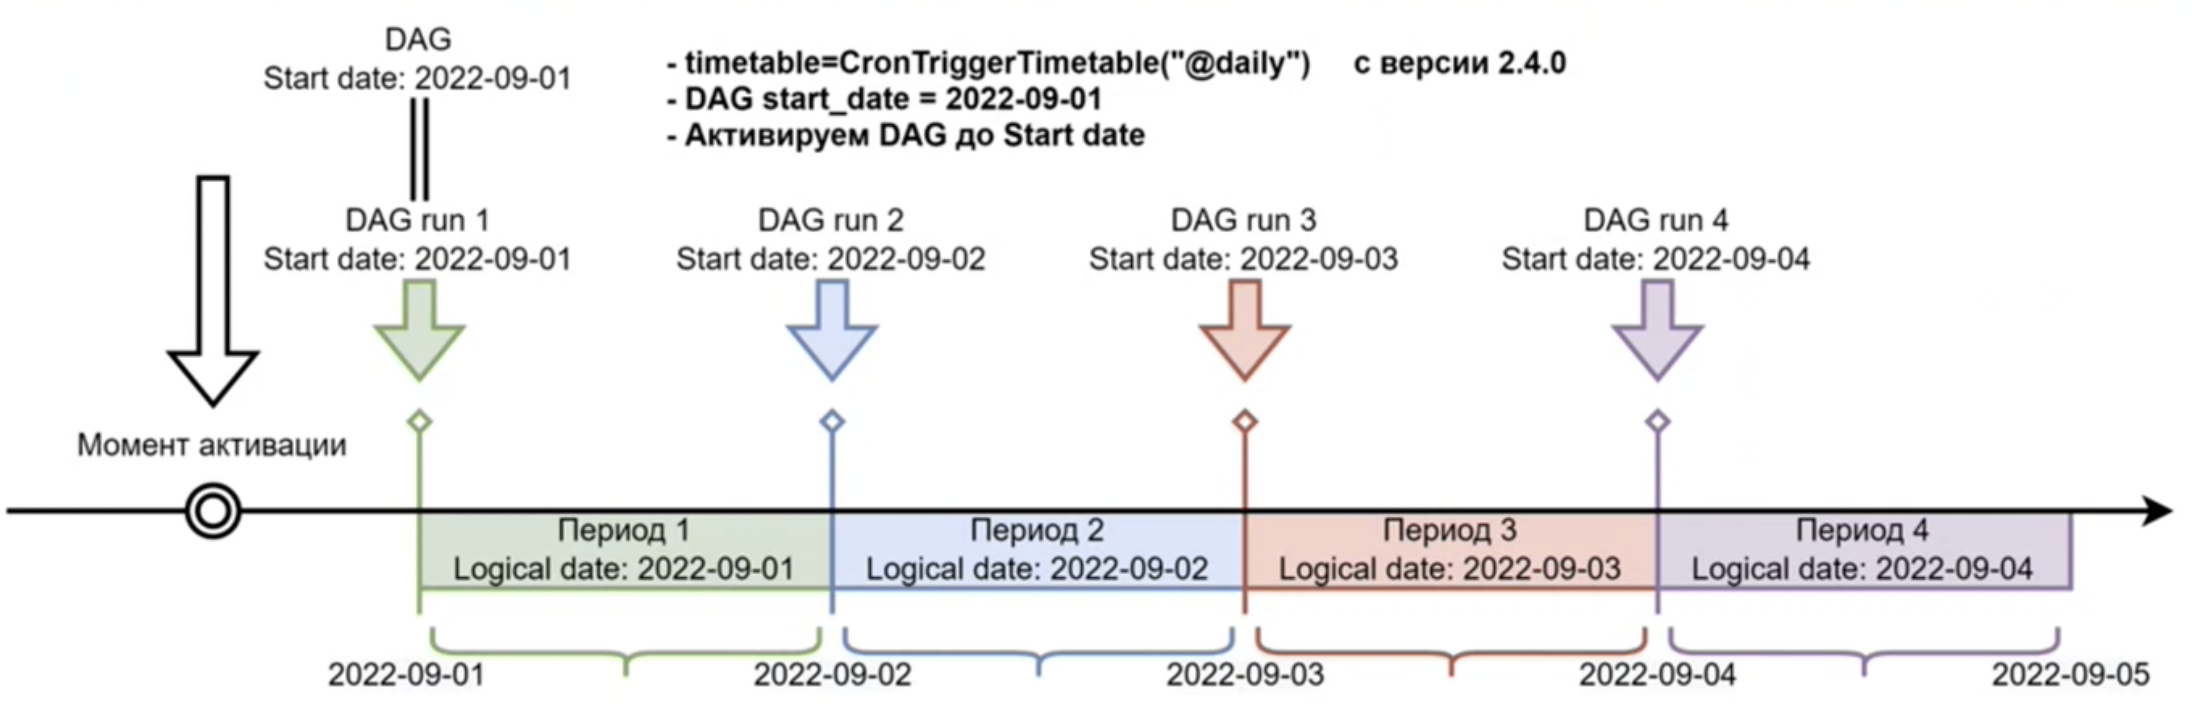 DAG
Start date: 2022-09-01
- timetable=CronTriggerTimetable("@daily") с версии 2.4.0
- DAG start_date = 2022-09-01
- Активируем DAG до Start date
DAG run 1
Start date: 2022-09-01
DAG run 2
Start date: 2022-09-02
DAG run 3
Start date: 2022-09-03
DAG run 4
Start date: 2022-09-04
Момент активации
Период 1
Logical date: 2022-09-01
Период 2
Logical date: 2022-09-02
Период 3
Logical date: 2022-09-03
Период 4
Logical date: 2022-09-04
2022-09-01
2022-09-02
2022-09-03
2022-09-04
2022-09-05